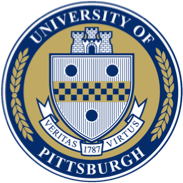 UNIVERSITY OF
VERITAS VIRTUS
1787
PITTSBURGH